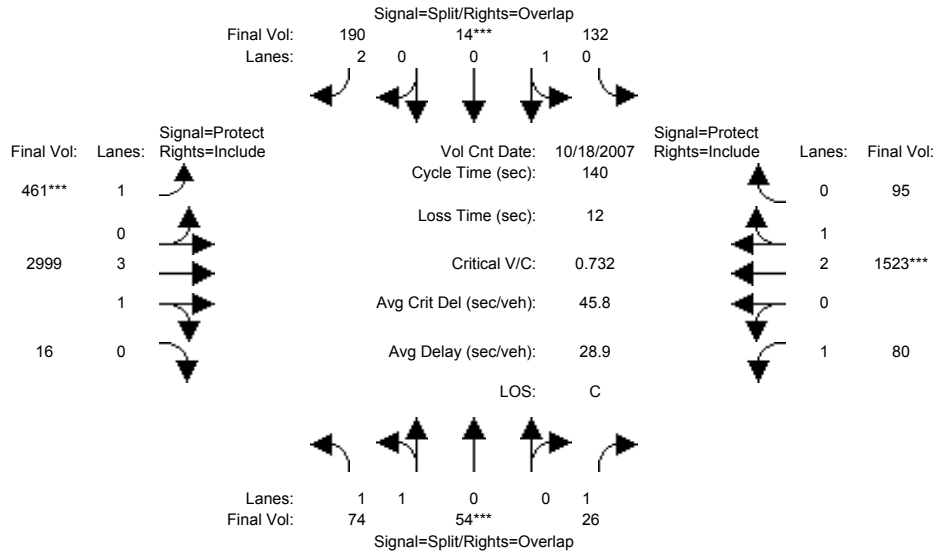 Signal=Split/Rights=Overlap
Final Vol: 190 14*** 132
Lanes: 2 0 0 1 0
Signal=Protect Signal=Protect
Final Vol: Lanes: Rights=Include Vol Cnt Date: 10/18/2007 Rights=Include Lanes: Final Vol:
Cycle Time (sec): 140
461*** 1 0 95
Loss Time (sec): 12
0 1
2999 3 Critical V/C: 0.732 2 1523***
1 Avg Crit Del (sec/veh): 45.8 0
16 0 Avg Delay (sec/veh): 28.9 1 80
LOS: C
Lanes: 1 1 0 0 1
Final Vol: 74 54*** 26
Signal=Split/Rights=Overlap